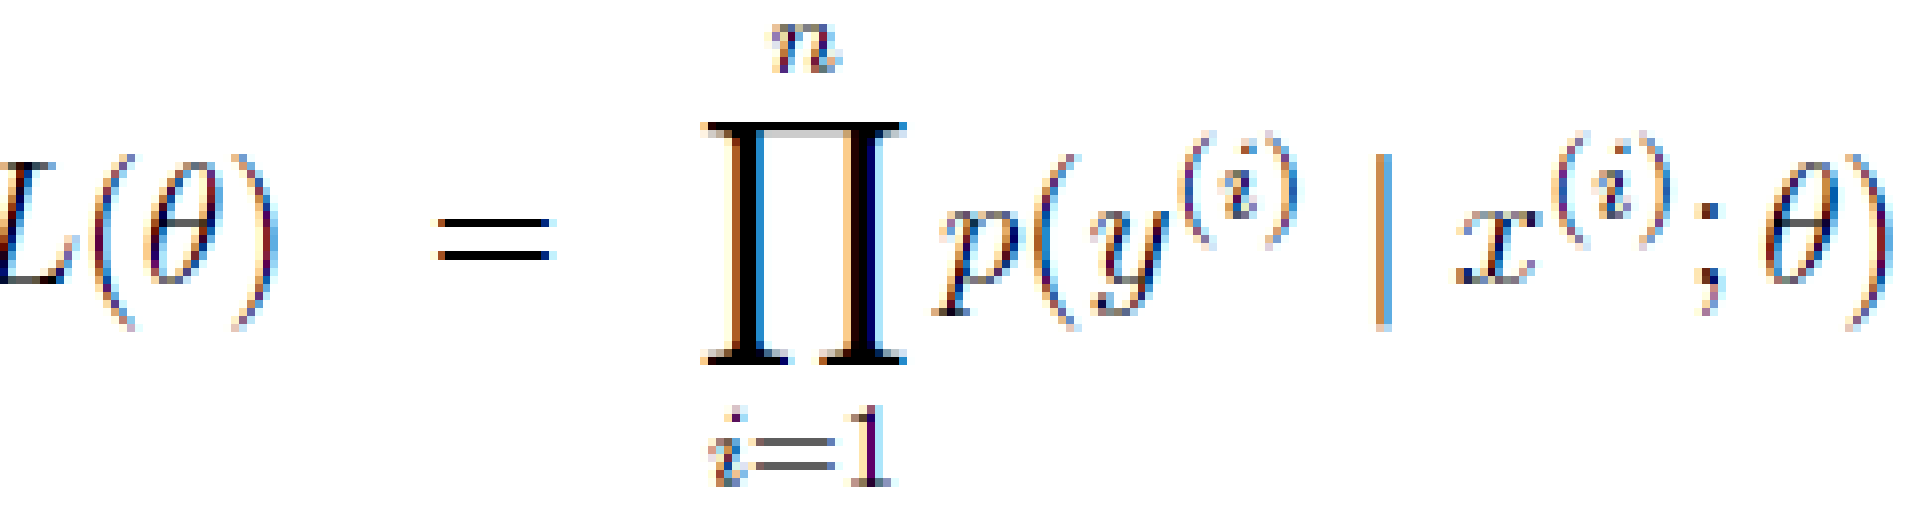 L(θ) = ∏_{i=1}^{n} p(y^{(i)} | x^{(i)}; θ)